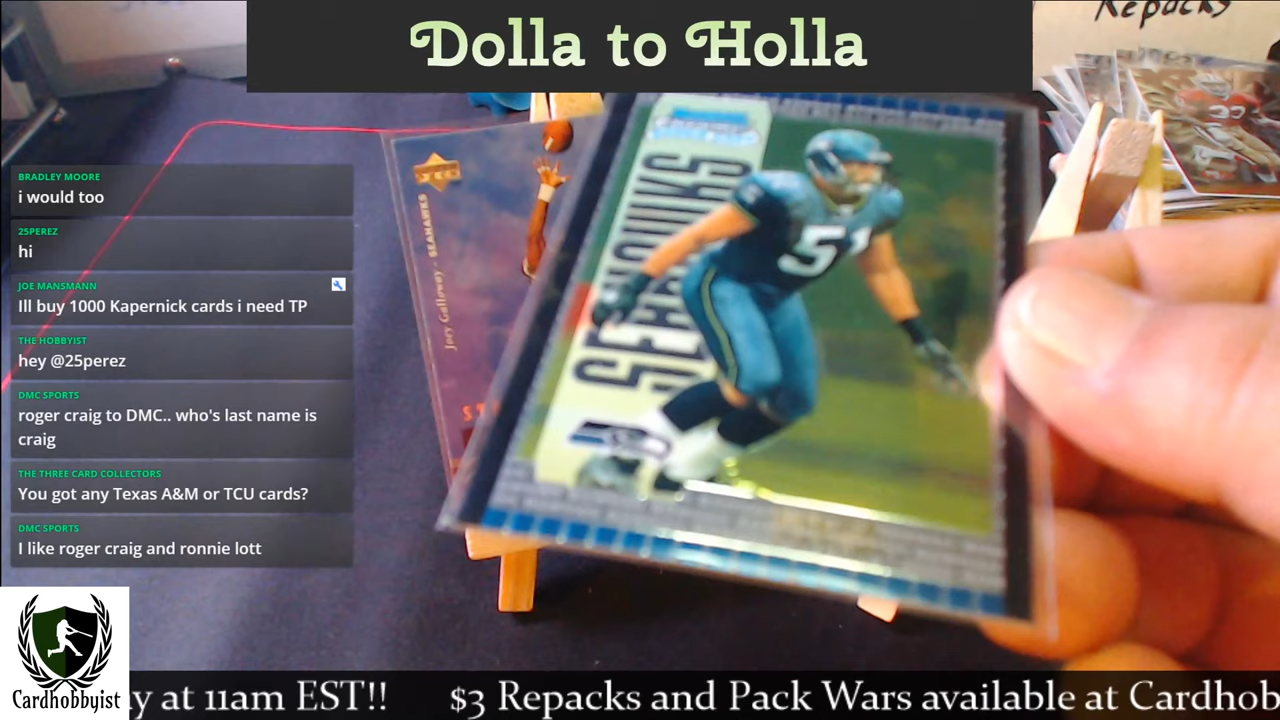 Dolla to Holla
Repacks
BRADLEY MOORE
i would too
25PEREZ
hi
JOE MANSMANN
Ill buy 1000 Kapernick cards i need TP
THE HOBBYIST
hey @25perez
DMC SPORTS
roger craig to DMC.. who's last name is
craig
THE THREE CARD COLLECTORS
You got any Texas A&M or TCU cards?
DMC SPORTS
I like roger craig and ronnie lott
Joey Galloway • SEAHAWKS
SEAHAWKS
51
Cardhobbyist
y at 11am EST!! $3 Repacks and Pack Wars available at Cardhob